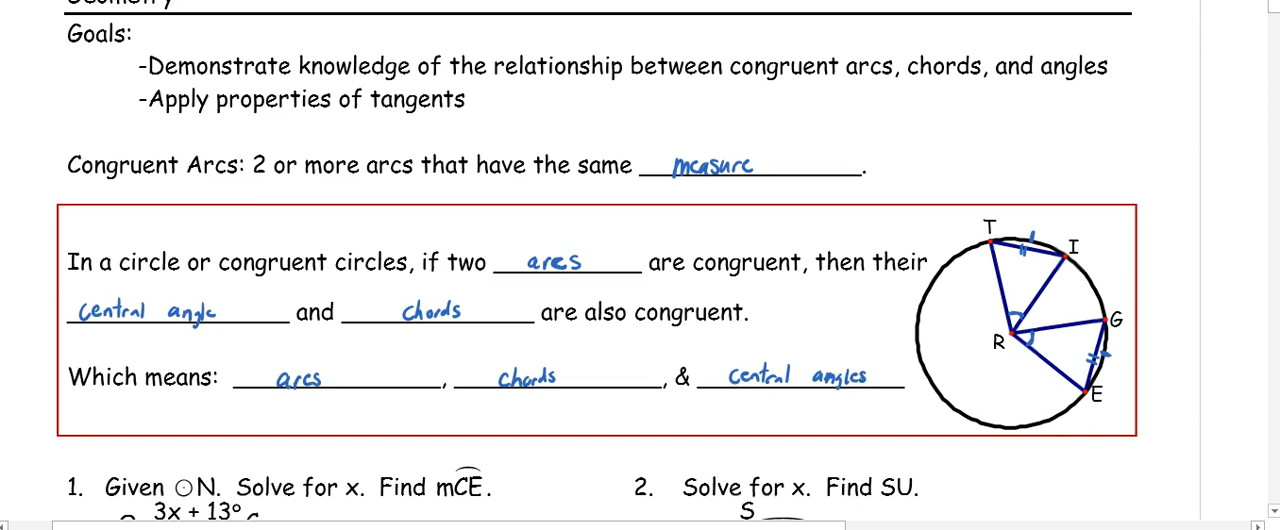 Geometry
Goals:
-Demonstrate knowledge of the relationship between congruent arcs, chords, and angles
-Apply properties of tangents
Congruent Arcs: 2 or more arcs that have the same measure.
T
I
In a circle or congruent circles, if two arcs are congruent, then their
central angle and chords are also congruent.
G
R
Which means: arcs, chords, & central angles
E
1. Given ⊙N. Solve for x. Find mCE.
2. Solve for x. Find SU.
3x + 13°
S